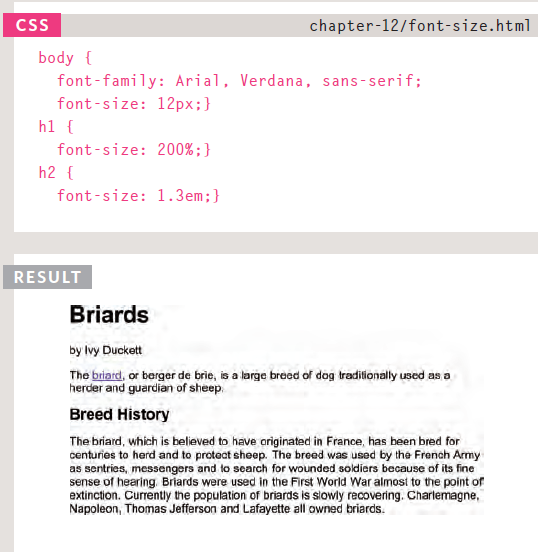 CSS
chapter-12/font-size.html
body {
font-family: Arial, Verdana, sans-serif;
font-size: 12px;}
h1 {
font-size: 200%;}
h2 {
font-size: 1.3em;}
RESULT
Briards
by Ivy Duckett
The briard, or berger de brie, is a large breed of dog traditionally used as a
herder and guardian of sheep.
Breed History
The briard, which is believed to have originated in France, has been bred for
centuries to herd and to protect sheep. The breed was used by the French Army
as sentries, messengers and to search for wounded soldiers because of its fine
sense of hearing. Briards were used in the First World War almost to the point of
extinction. Currently the population of briards is slowly recovering. Charlemagne,
Napoleon, Thomas Jefferson and Lafayette all owned briards.